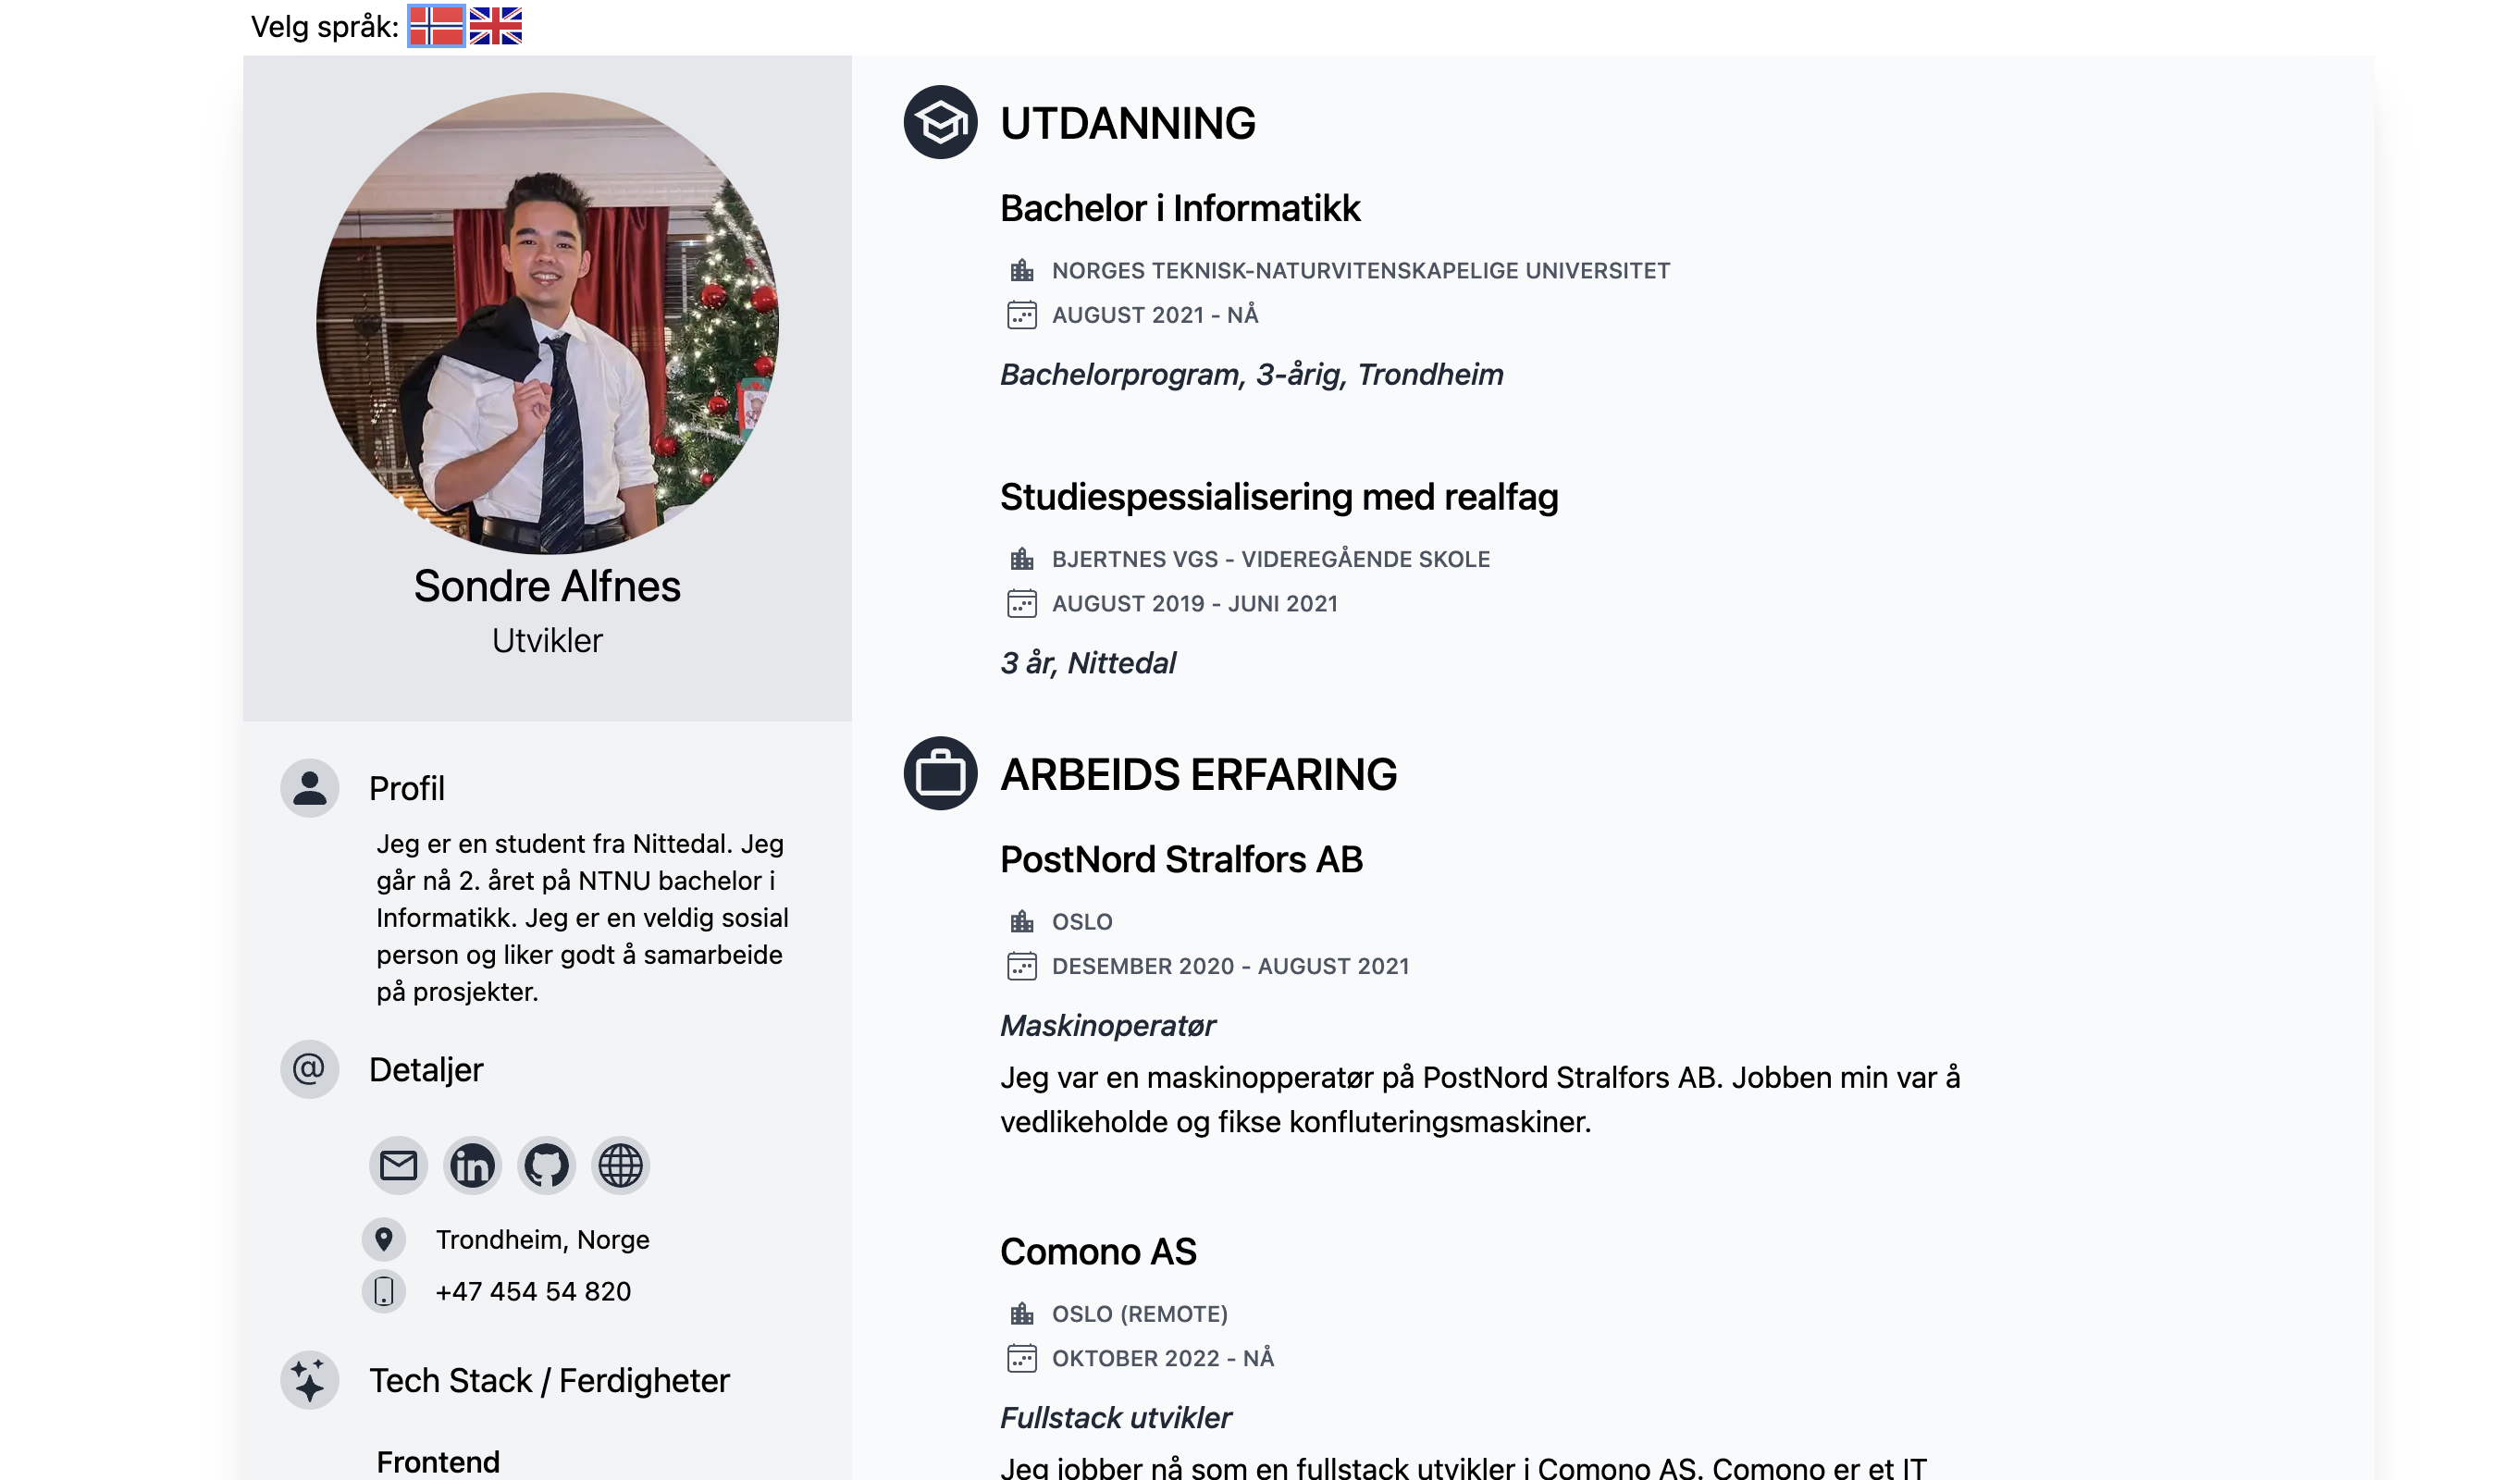 Velg språk:
Sondre Alfnes
Utvikler
Profil
Jeg er en student fra Nittedal. Jeg
går nå 2. året på NTNU bachelor i
Informatikk. Jeg er en veldig sosial
person og liker godt å samarbeide
på prosjekter.
@
Detaljer
in
Trondheim, Norge
+47 454 54 820
Tech Stack / Ferdigheter
Frontend
UTDANNING
Bachelor i Informatikk
NORGES TEKNISK-NATURVITENSKAPELIGE UNIVERSITET
AUGUST 2021 - NÅ
Bachelorprogram, 3-årig, Trondheim
Studiespessialisering med realfag
BJERTNES VGS - VIDEREGÅENDE SKOLE
AUGUST 2019 - JUNI 2021
3 år, Nittedal
ARBEIDS ERFARING
PostNord Stralfors AB
OSLO
DESEMBER 2020 - AUGUST 2021
Maskinoperatør
Jeg var en maskinopperatør på PostNord Stralfors AB. Jobben min var å
vedlikeholde og fikse konfluteringsmaskiner.
Comono AS
OSLO (REMOTE)
OKTOBER 2022 - NÅ
Fullstack utvikler
Jeg jobber nå som en fullstack utvikler i Comono AS. Comono er et IT